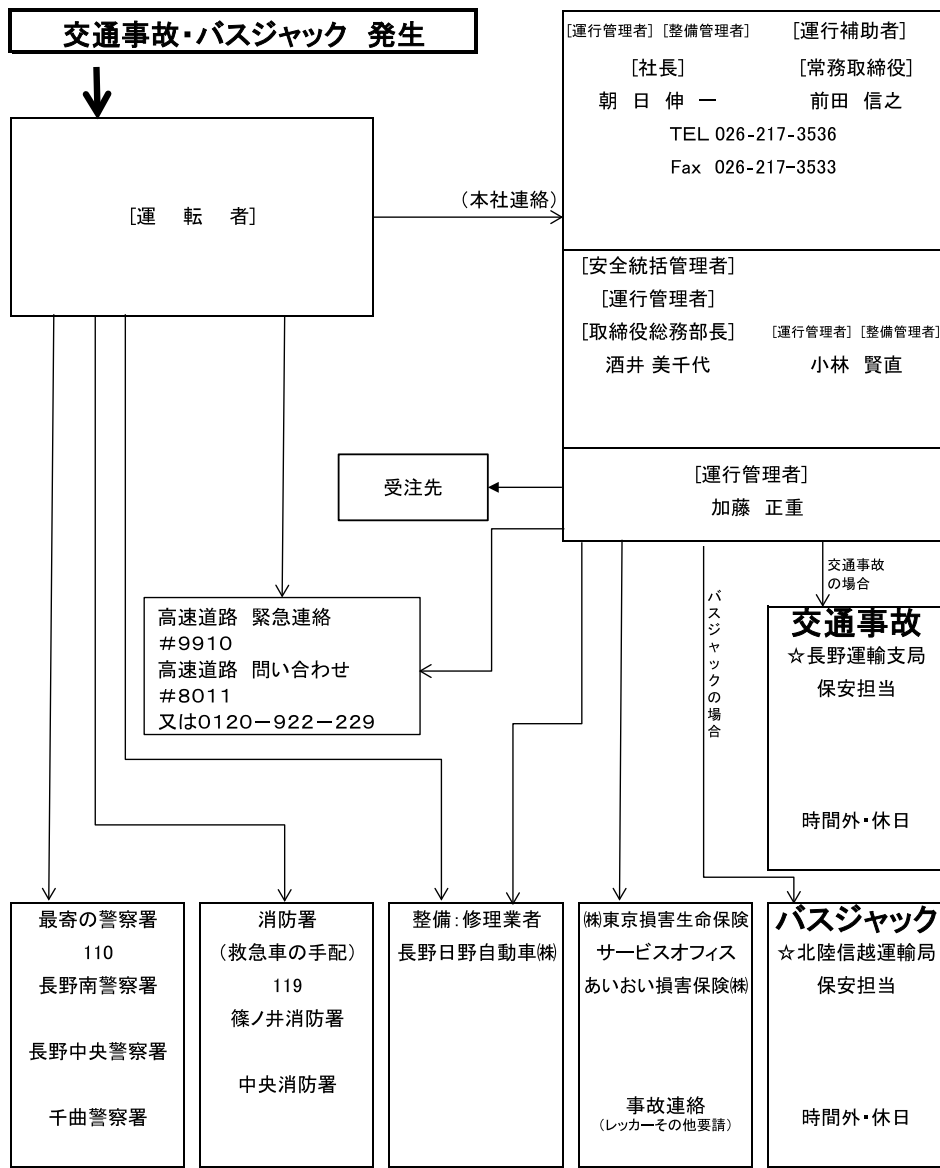 交通事故・バスジャック 発生
[運行管理者] [整備管理者] [運行補助者]
[社長] [常務取締役]
朝 日 伸 一 前田 信之
TEL 026-217-3536
Fax 026-217-3533
[運 転 者]
(本社連絡)
[安全統括管理者]
[運行管理者]
[取締役総務部長] [運行管理者] [整備管理者]
酒井 美千代 小林 賢直
受注先
[運行管理者]
加藤 正重
交通事故
の場合
バスジャックの場合
高速道路 緊急連絡
#9910
高速道路 問い合わせ
#8011
又は0120-922-229
交通事故
☆長野運輸支局
保安担当
時間外・休日
最寄の警察署
110
長野南警察署
長野中央警察署
千曲警察署
消防署
(救急車の手配)
119
篠ノ井消防署
中央消防署
整備:修理業者
長野日野自動車㈱
㈱東京損害生命保険
サービスオフィス
あいおい損害保険㈱
事故連絡
(レッカーその他要請)
バスジャック
☆北陸信越運輸局
保安担当
時間外・休日